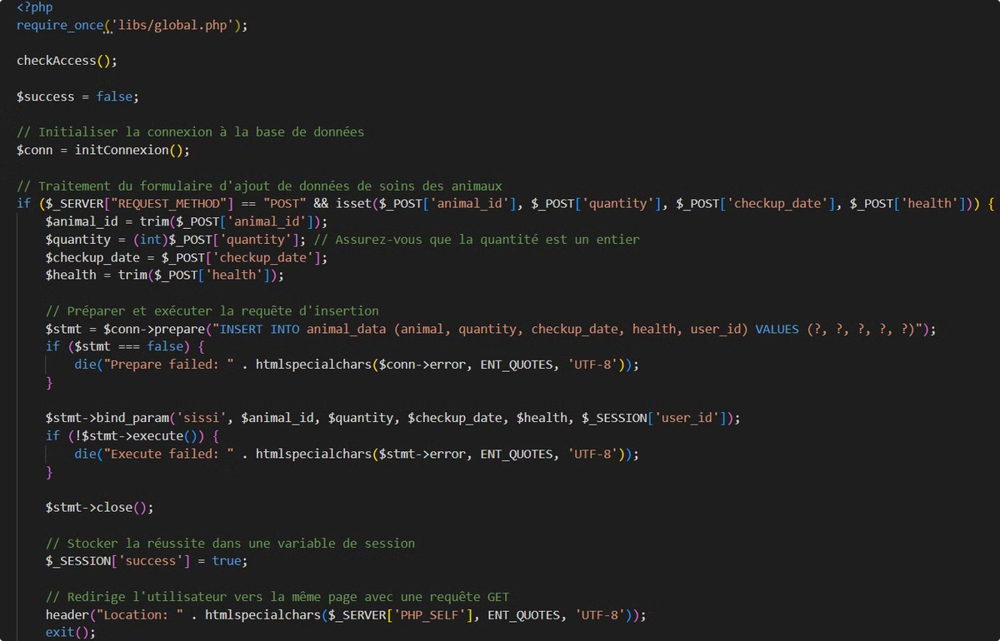 <?php
require_once('libs/global.php');
checkAccess();
$success = false;
// Initialiser la connexion à la base de données
$conn = initConnexion();
// Traitement du formulaire d'ajout de données de soins des animaux
if ($_SERVER["REQUEST_METHOD"] == "POST" && isset($_POST['animal_id'], $_POST['quantity'], $_POST['checkup_date'], $_POST['health'])) {
$animal_id = trim($_POST['animal_id']);
$quantity = (int)$_POST['quantity']; // Assurez-vous que la quantité est un entier
$checkup_date = $_POST['checkup_date'];
$health = trim($_POST['health']);
// Préparer et exécuter la requête d'insertion
$stmt = $conn->prepare("INSERT INTO animal_data (animal, quantity, checkup_date, health, user_id) VALUES (?, ?, ?, ?, ?)");
if ($stmt === false) {
die("Prepare failed: " . htmlspecialchars($conn->error, ENT_QUOTES, 'UTF-8'));
}
$stmt->bind_param('sissi', $animal_id, $quantity, $checkup_date, $health, $_SESSION['user_id']);
if (!$stmt->execute()) {
die("Execute failed: " . htmlspecialchars($stmt->error, ENT_QUOTES, 'UTF-8'));
}
$stmt->close();
// Stocker la réussite dans une variable de session
$_SESSION['success'] = true;
// Redirige l'utilisateur vers la même page avec une requête GET
header("Location: " . htmlspecialchars($_SERVER['PHP_SELF'], ENT_QUOTES, 'UTF-8'));
exit();